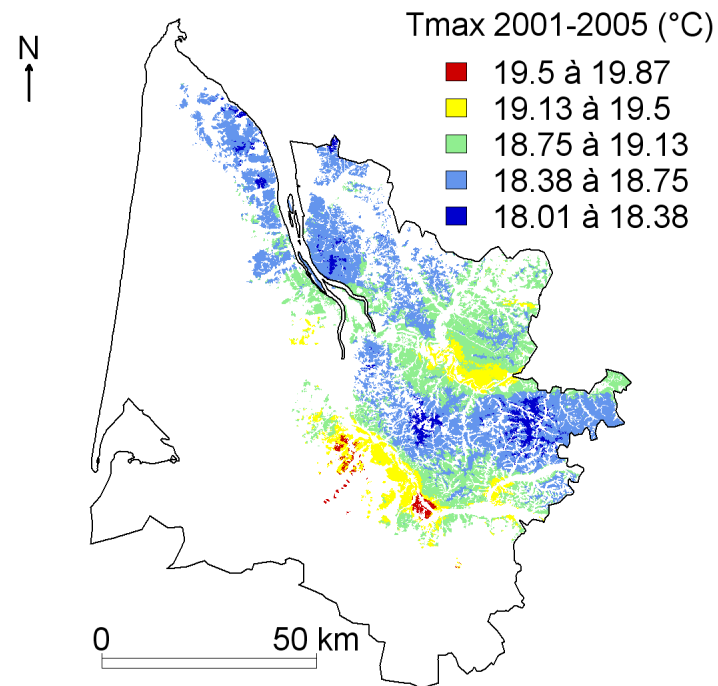 Tmax 2001-2005 (°C)
N
19.5 à 19.87
19.13 à 19.5
18.75 à 19.13
18.38 à 18.75
18.01 à 18.38
0 50 km